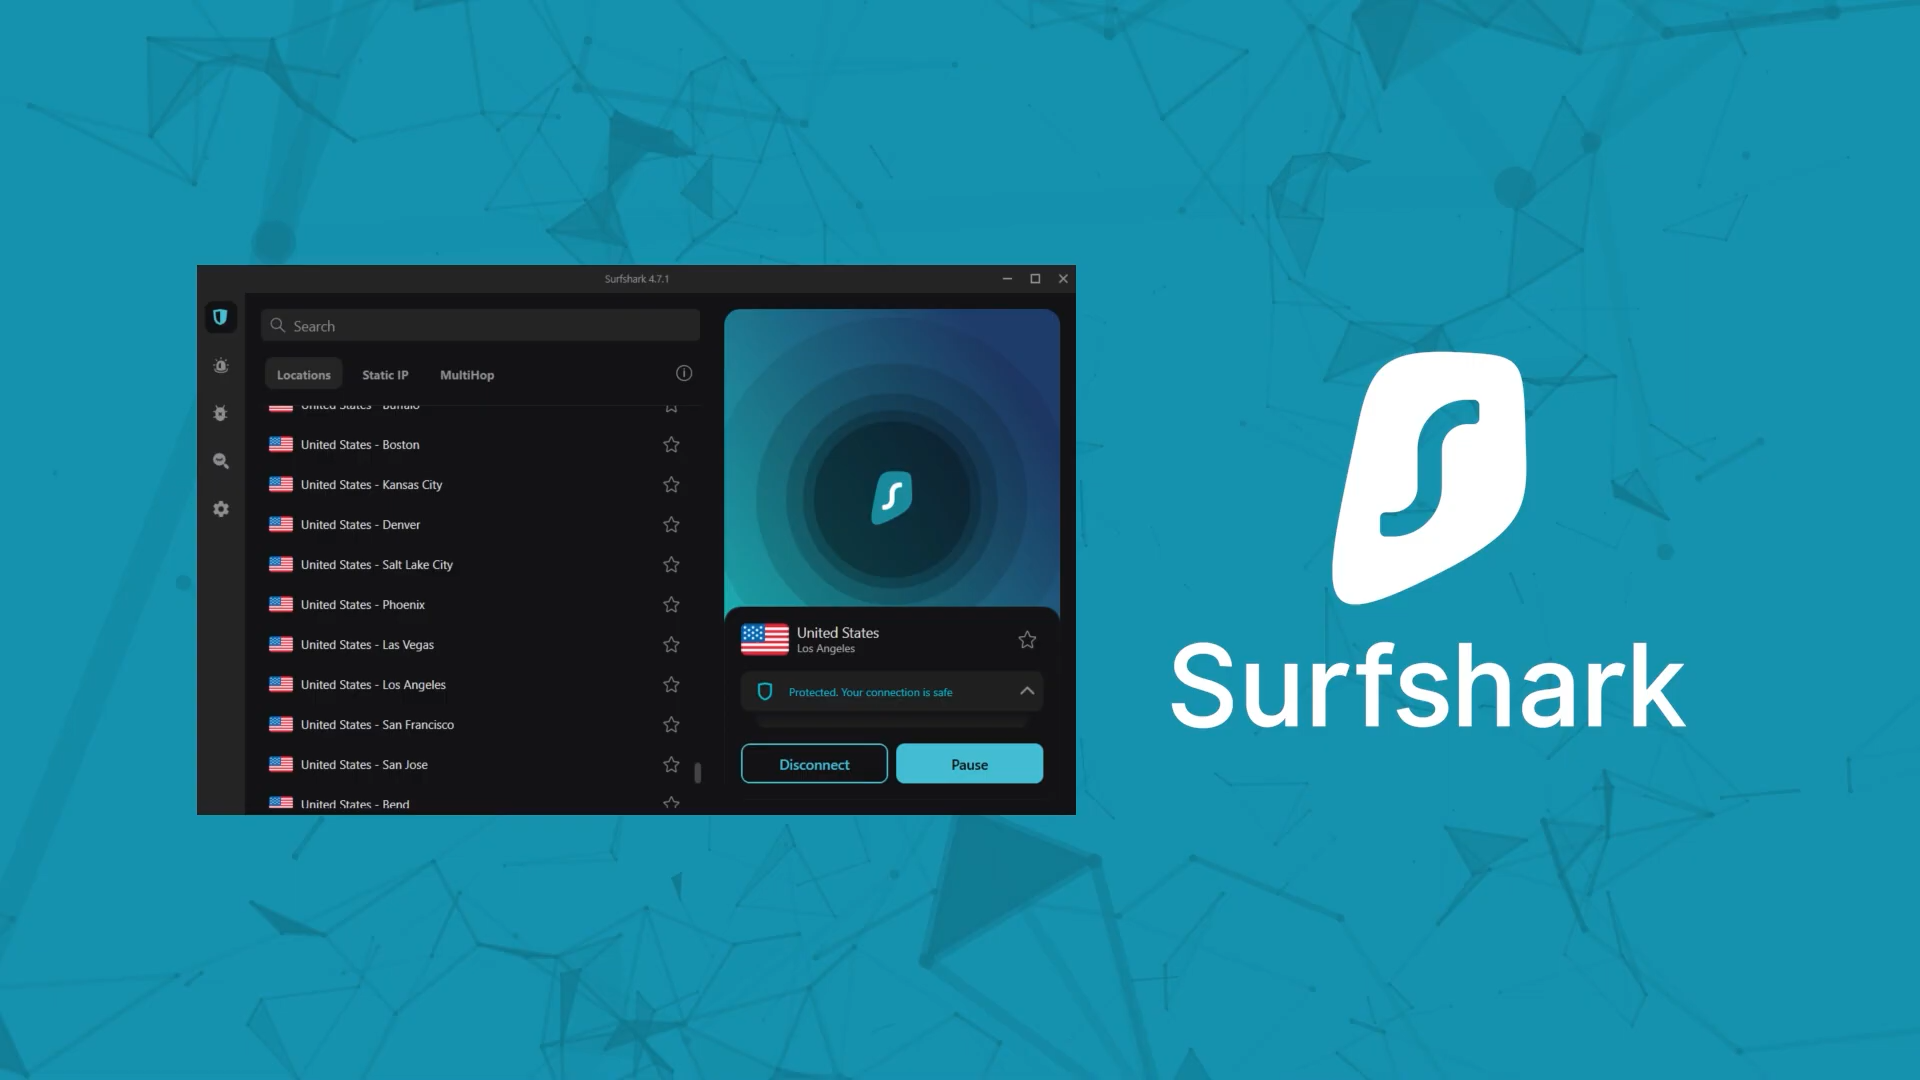 Surfshark 4.7.1
Search
Locations Static IP MultiHop
United States - Buffalo
United States - Boston
United States - Kansas City
United States - Denver
United States - Salt Lake City
United States - Phoenix
United States - Las Vegas
United States - Los Angeles
United States - San Francisco
United States - San Jose
United States - Bend
United States
Los Angeles
Protected. Your connection is safe
Disconnect
Pause
Surfshark